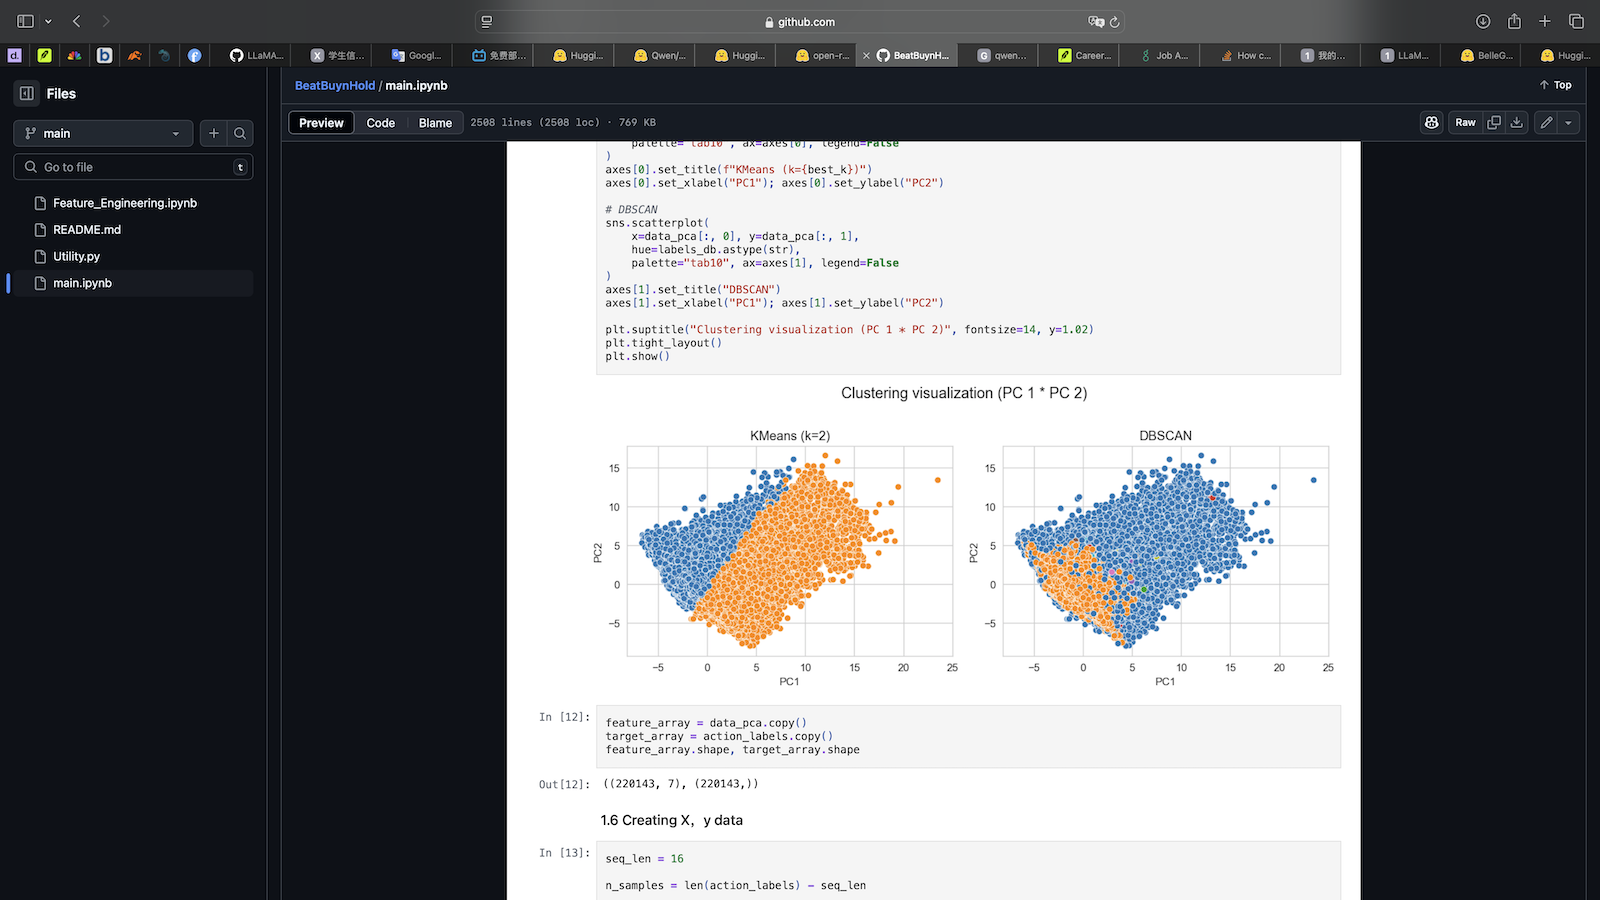 github.com
LLaMA...
学生信...
Googl...
免费部...
Huggi...
Qwen/...
Huggi...
open-r...
BeatBuynH...
qwen...
Career...
Job A...
How c...
我的...
LLaM...
BelleG...
Huggi...
Files
main
Go to file
t
Feature_Engineering.ipynb
README.md
Utility.py
main.ipynb
BeatBuynHold / main.ipynb
Top
Preview
Code
Blame
2508 lines (2508 loc) · 769 KB
Raw
palette="tab10", ax=axes[0], legend=False
)
axes[0].set_title(f"KMeans (k={best_k})")
axes[0].set_xlabel("PC1"); axes[0].set_ylabel("PC2")
# DBSCAN
sns.scatterplot(
x=data_pca[:, 0], y=data_pca[:, 1],
hue=labels_db.astype(str),
palette="tab10", ax=axes[1], legend=False
)
axes[1].set_title("DBSCAN")
axes[1].set_xlabel("PC1"); axes[1].set_ylabel("PC2")
plt.suptitle("Clustering visualization (PC 1 * PC 2)", fontsize=14, y=1.02)
plt.tight_layout()
plt.show()
Clustering visualization (PC 1 * PC 2)
KMeans (k=2)
15
10
5
0
−5
PC2
−5 0 5 10 15 20 25
PC1
DBSCAN
15
10
5
0
−5
PC2
−5 0 5 10 15 20 25
PC1
In [12]:
feature_array = data_pca.copy()
target_array = action_labels.copy()
feature_array.shape, target_array.shape
Out[12]: ((220143, 7), (220143,))
1.6 Creating X，y data
In [13]:
seq_len = 16
n_samples = len(action_labels) - seq_len